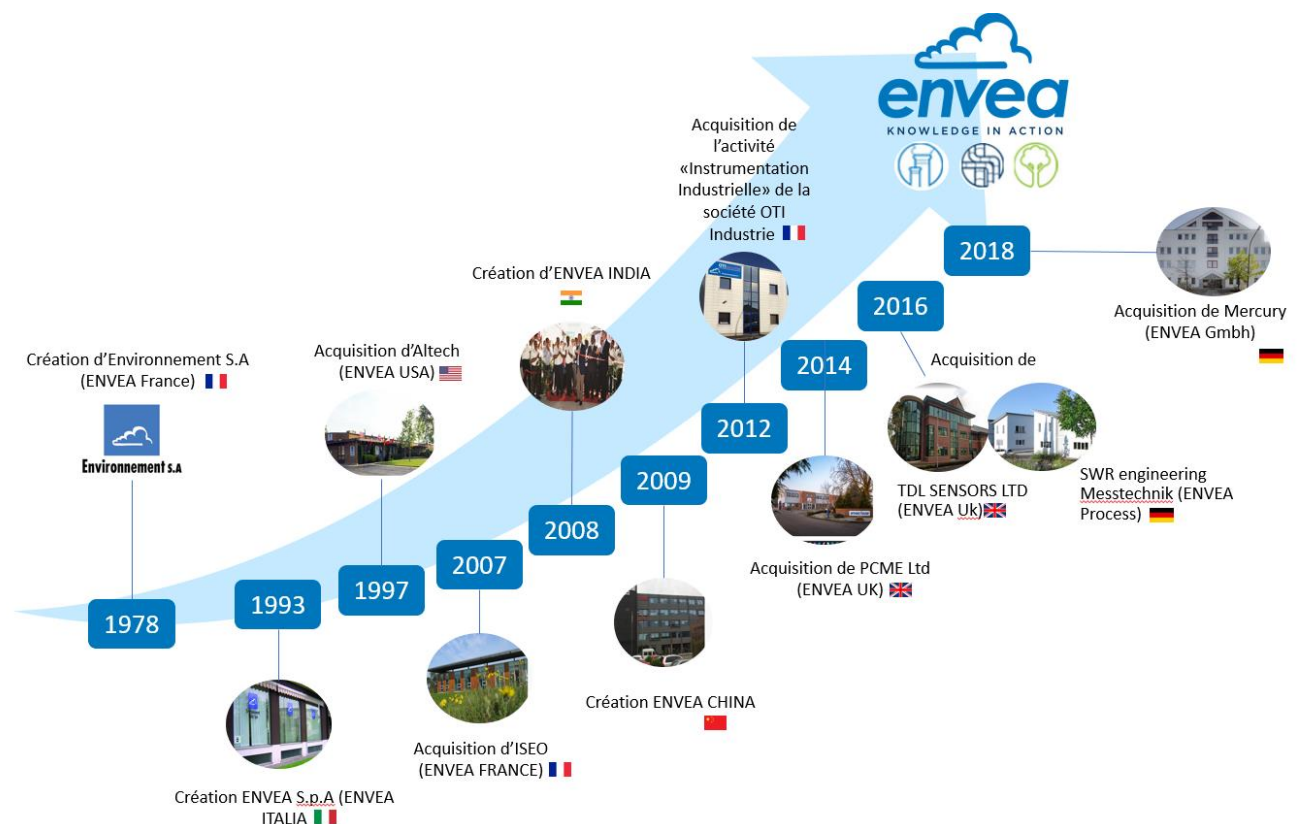 envea
KNOWLEDGE IN ACTION
Acquisition de
l’activité
«Instrumentation
Industrielle» de la
société OTI
Industrie
2018
Création d’ENVEA INDIA
2016
Acquisition de Mercury
(ENVEA Gmbh)
Création d’Environnement S.A
(ENVEA France)
Environnement s.a
Acquisition d’Altech
(ENVEA USA)
2014
Acquisition de
2012
TDL SENSORS LTD
(ENVEA Uk)
SWR engineering
Messtechnik (ENVEA
Process)
2009
2008
Acquisition de PCME Ltd
(ENVEA UK)
2007
1997
1993
1978
Création ENVEA CHINA
Acquisition d’ISEO
(ENVEA FRANCE)
Création ENVEA S.p.A (ENVEA
ITALIA